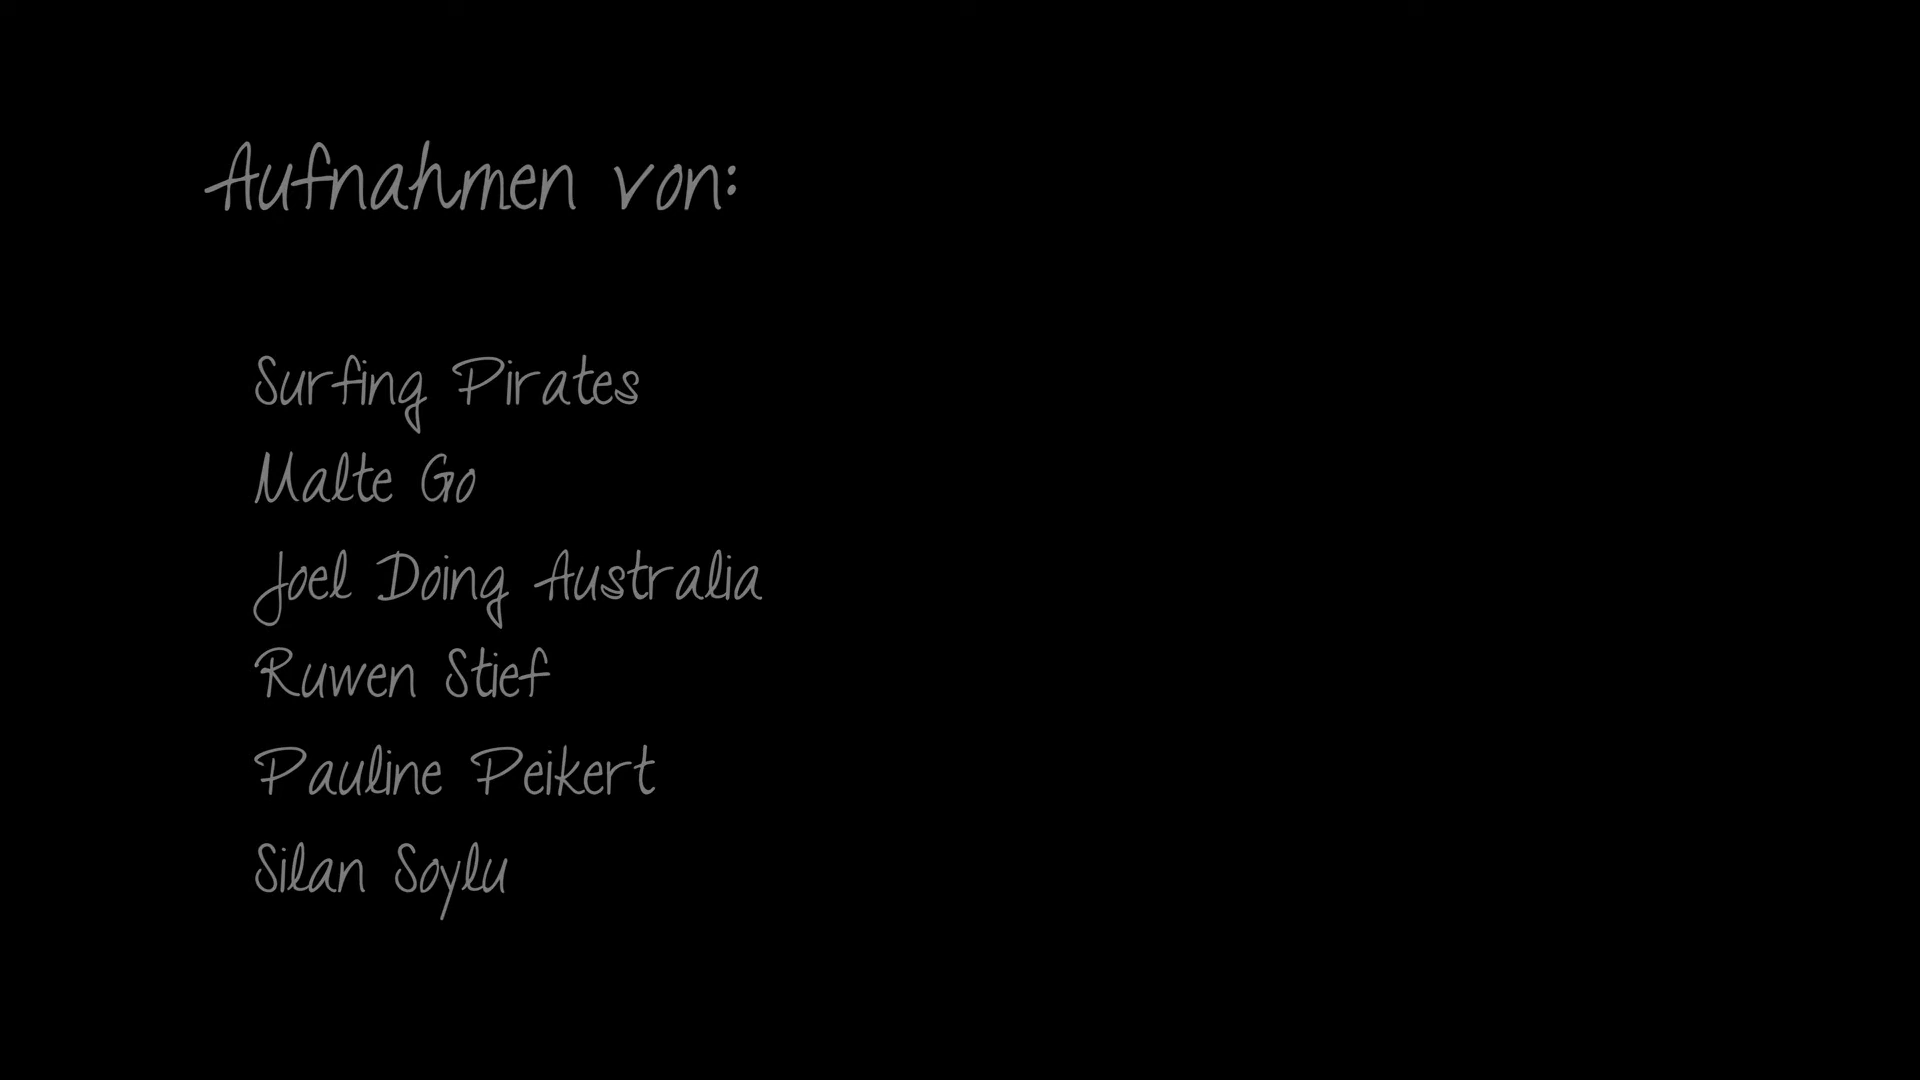 Aufnahmen von:
Surfing Pirates
Malte Go
Joel Doing Australia
Ruwen Stief
Pauline Peikert
Silan Soylu